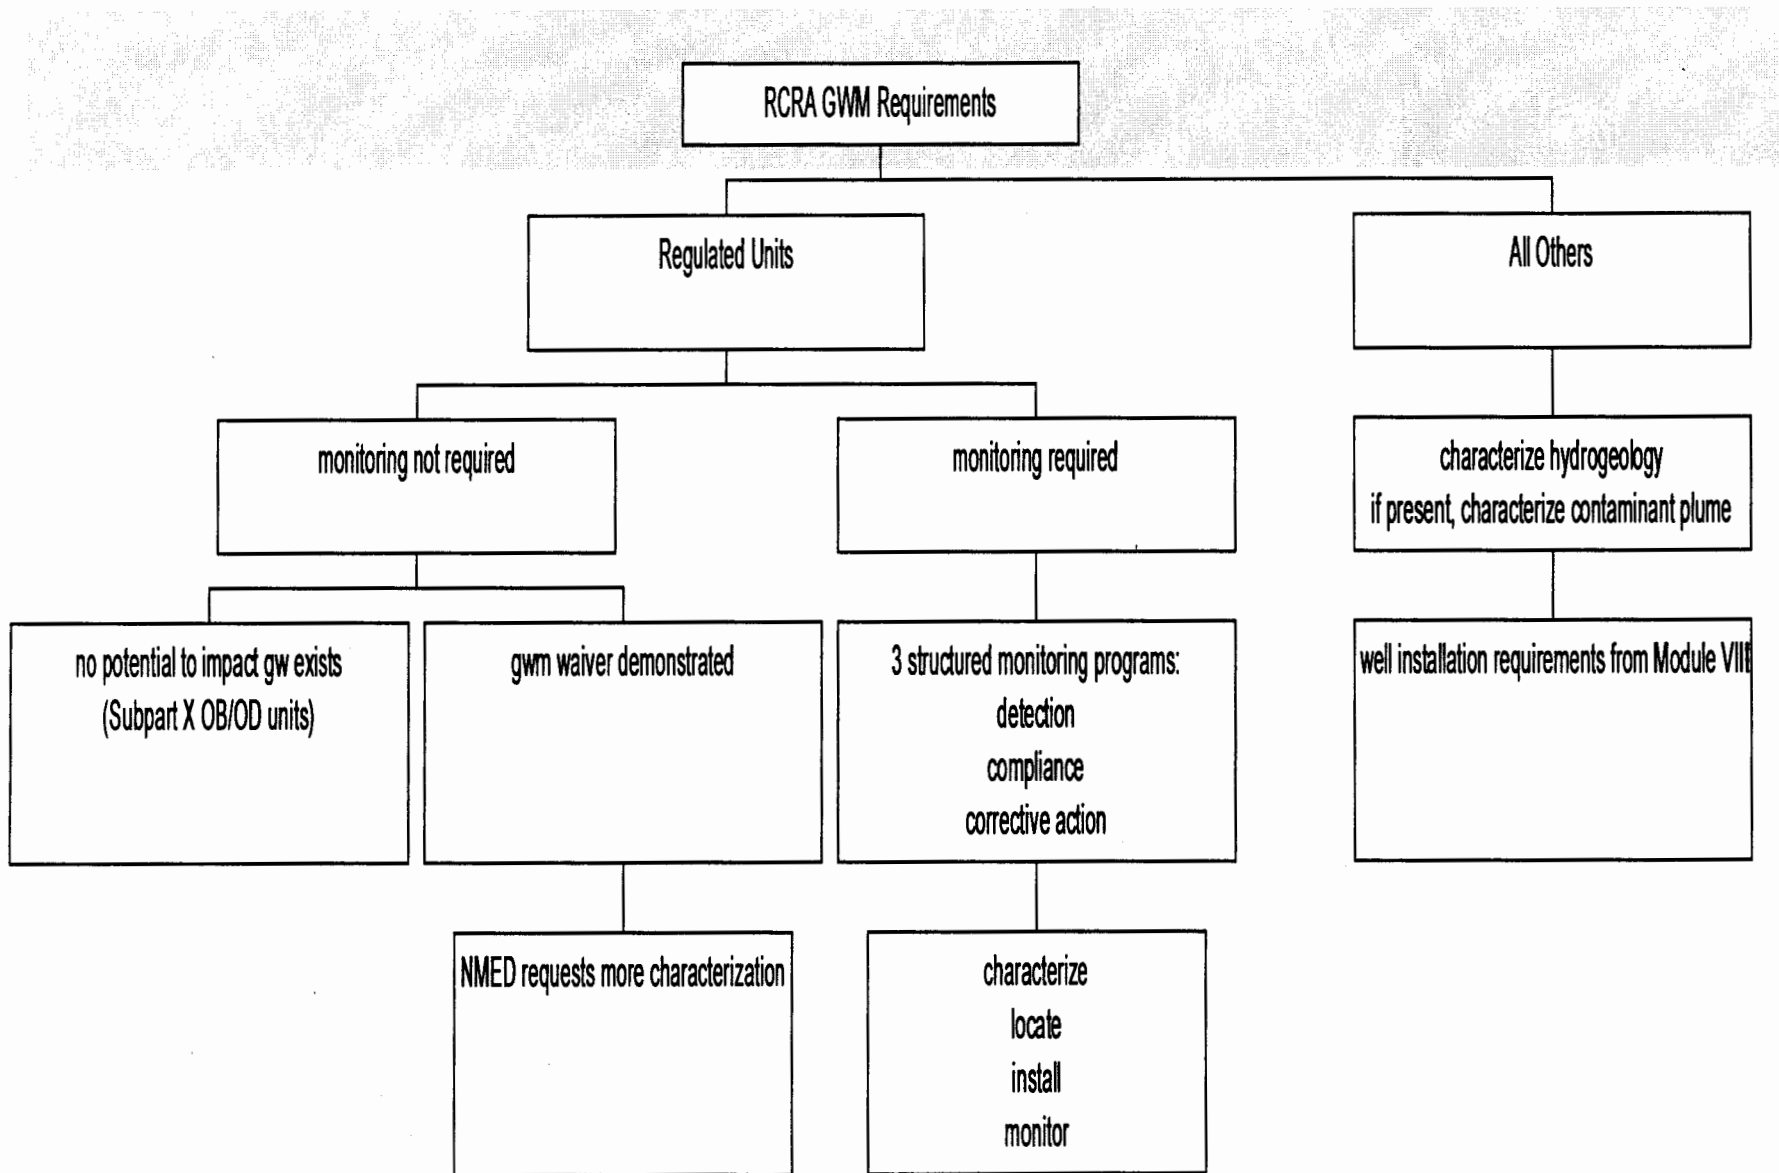 RCRA GWM Requirements
Regulated Units
All Others
monitoring not required
monitoring required
characterize hydrogeology
if present, characterize contaminant plume
no potential to impact gw exists
(Subpart X OB/OD units)
gwm waiver demonstrated
3 structured monitoring programs:
detection
compliance
corrective action
well installation requirements from Module VIII
NMED requests more characterization
characterize
locate
install
monitor